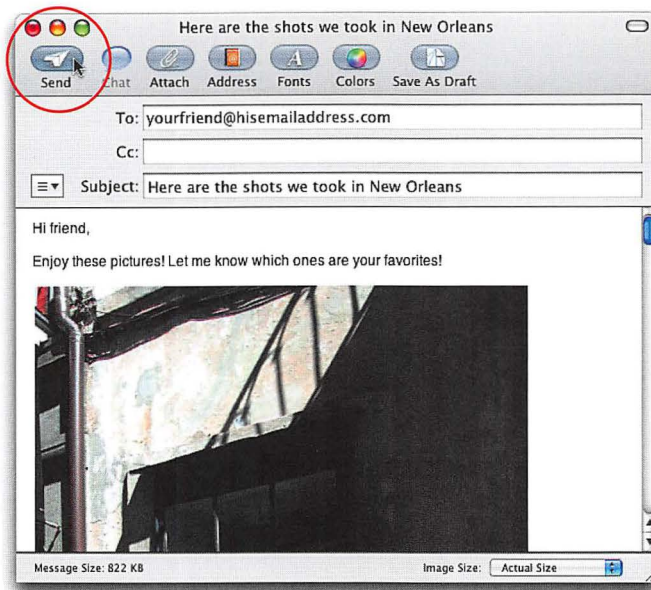 Here are the shots we took in New Orleans
Send Chat Attach Address Fonts Colors Save As Draft
To: yourfriend@hisemailaddress.com
Cc:
Subject: Here are the shots we took in New Orleans
Hi friend,
Enjoy these pictures! Let me know which ones are your favorites!
Message Size: 822 KB Image Size: Actual Size